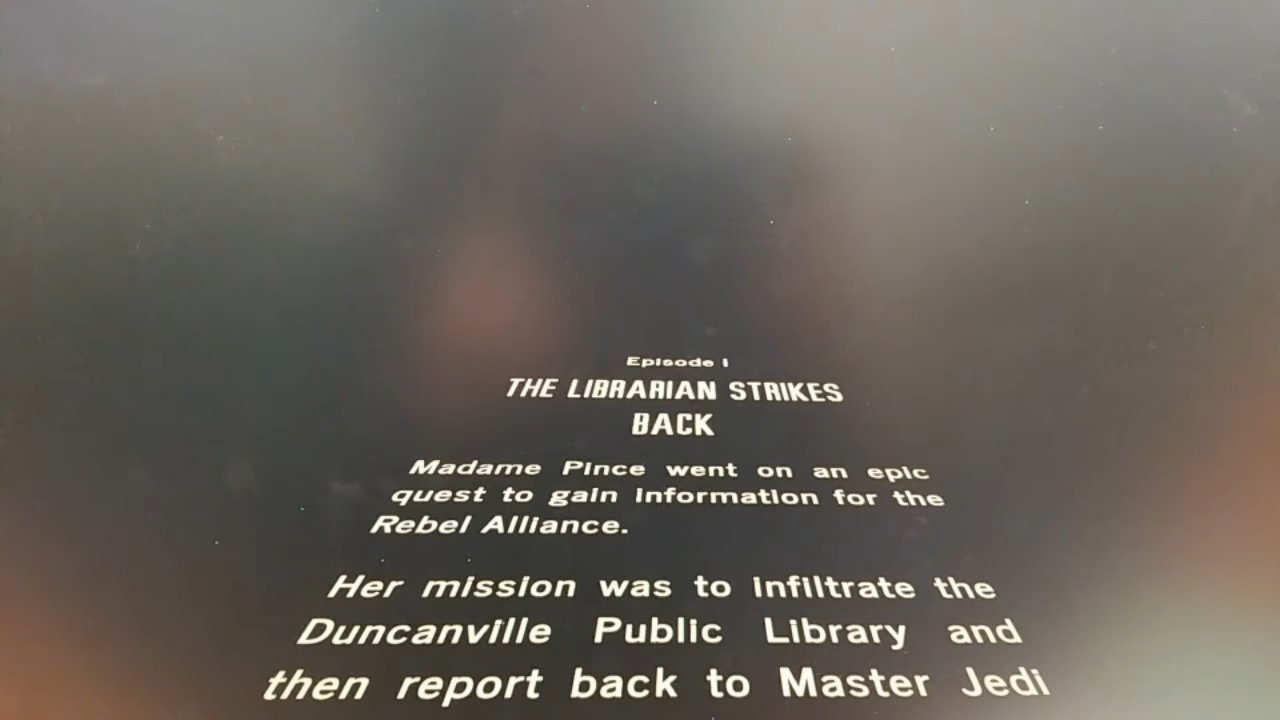 Episode I
THE LIBRARIAN STRIKES
BACK
Madame Pince went on an epic
quest to gain information for the
Rebel Alliance.
Her mission was to infiltrate the
Duncanville Public Library and
then report back to Master Jedi